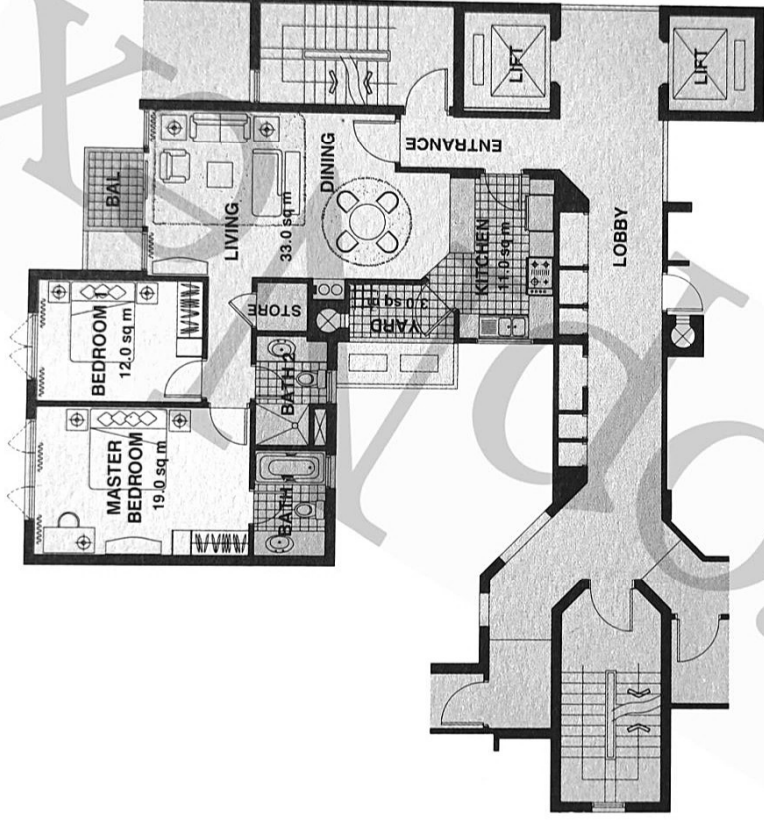 LIFT
LIFT
ENTRANCE
LOBBY
BAL
LIVING
33.0 sq m
DINING
KITCHEN
11.0 sq m
STORE
YARD
3.0 sq m
BEDROOM 1
12.0 sq m
BATH 2
MASTER
BEDROOM
19.0 sq m
BATH 1